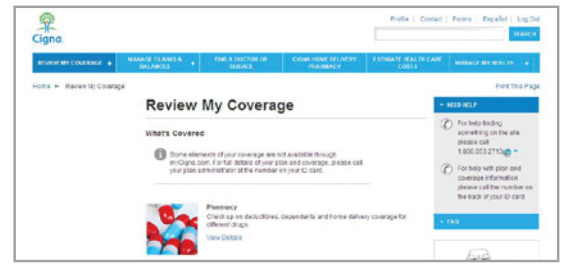 Profile | Contact | Forms | Español | Log Out
Cigna
SEARCH
REVIEW MY COVERAGE
MANAGE CLAIMS & BALANCES
FIND A DOCTOR OR SERVICE
CIGNA HOME DELIVERY PHARMACY
ESTIMATE HEALTH CARE COSTS
MANAGE MY HEALTH
Home Review My Coverage
Print This Page
Review My Coverage
What's Covered
Some elements of your coverage are not available through
myCigna.com. For full details of your plan and coverage, please call
your plan administrator at the number on your ID card.
Pharmacy
Check up on deductibles, dependents and home delivery coverage for
different drugs.
View Details
NEED HELP
For help finding
something on the site
please call
For help with plan and
coverage information
please call the number on
the back of your ID card
FAQ